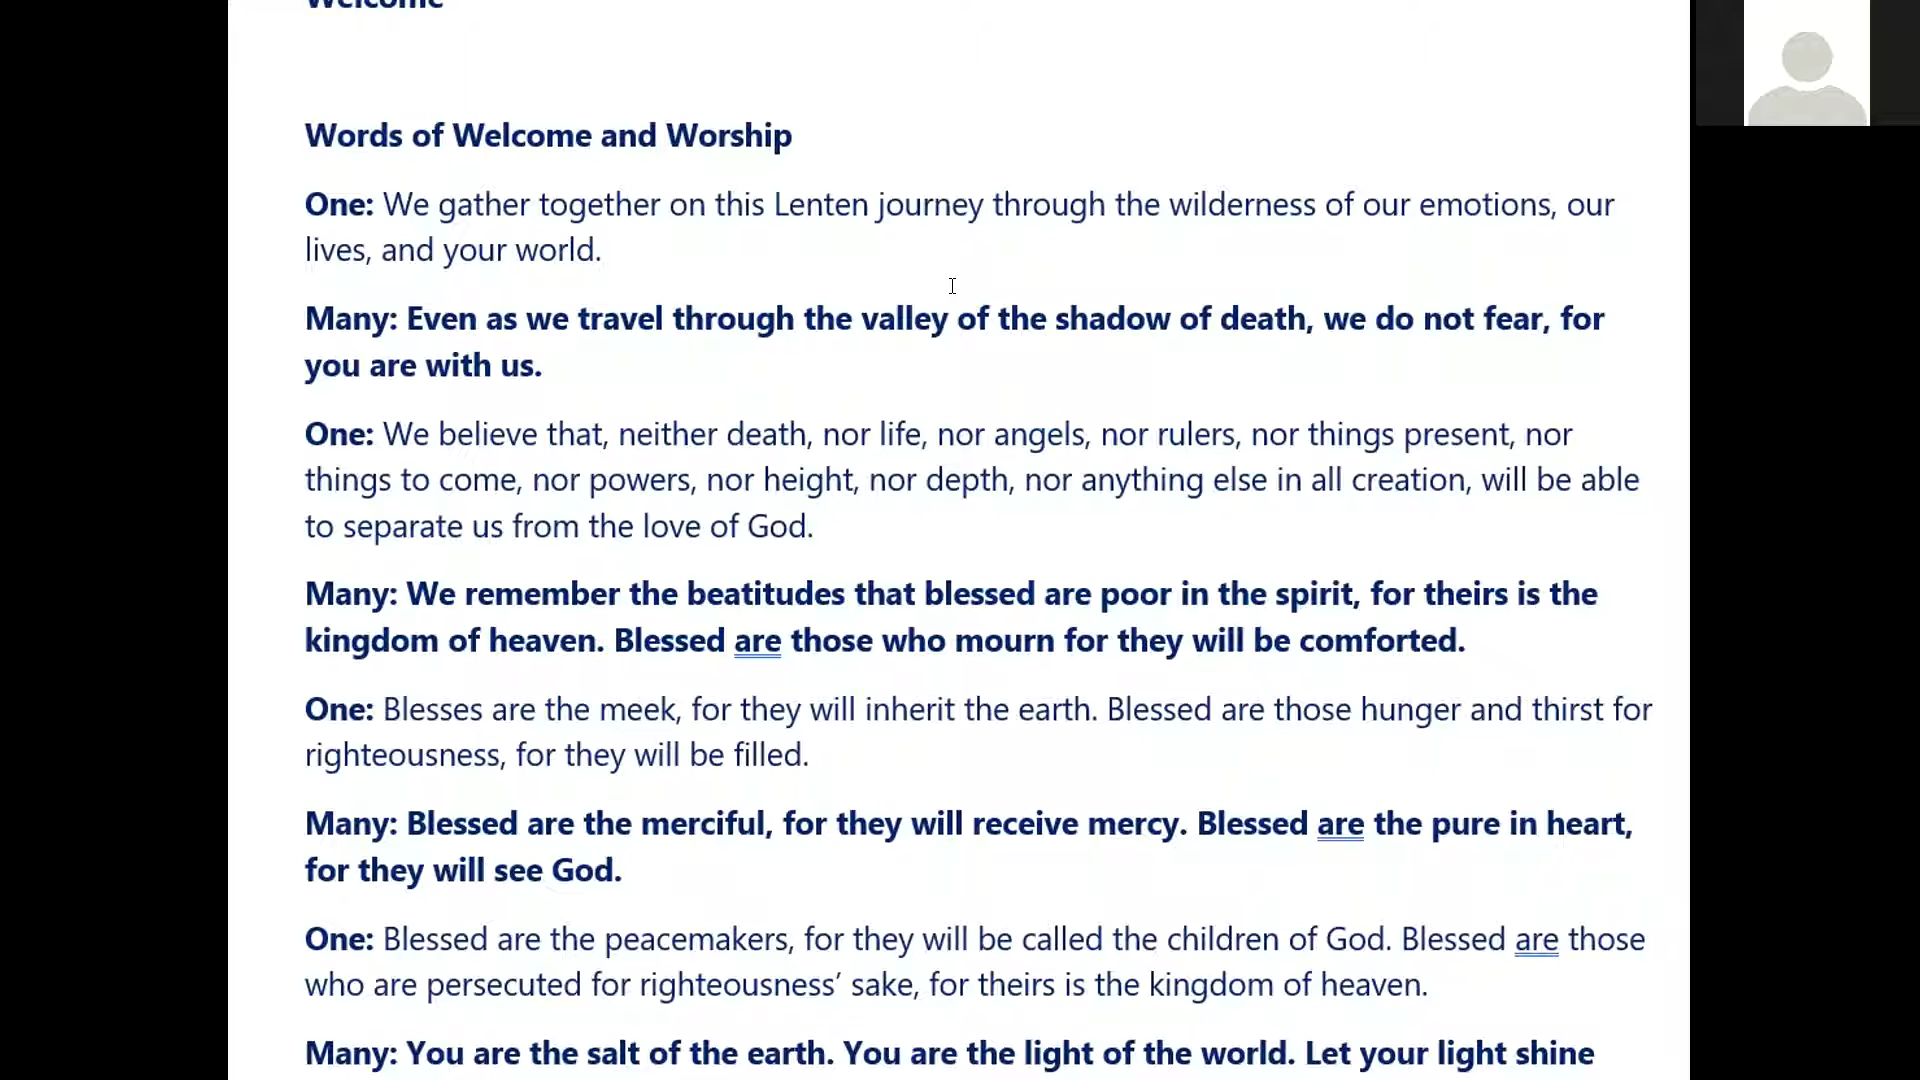 Welcome
Words of Welcome and Worship
One: We gather together on this Lenten journey through the wilderness of our emotions, our
lives, and your world.
Many: Even as we travel through the valley of the shadow of death, we do not fear, for
you are with us.
One: We believe that, neither death, nor life, nor angels, nor rulers, nor things present, nor
things to come, nor powers, nor height, nor depth, nor anything else in all creation, will be able
to separate us from the love of God.
Many: We remember the beatitudes that blessed are poor in the spirit, for theirs is the
kingdom of heaven. Blessed are those who mourn for they will be comforted.
One: Blesses are the meek, for they will inherit the earth. Blessed are those hunger and thirst for
righteousness, for they will be filled.
Many: Blessed are the merciful, for they will receive mercy. Blessed are the pure in heart,
for they will see God.
One: Blessed are the peacemakers, for they will be called the children of God. Blessed are those
who are persecuted for righteousness’ sake, for theirs is the kingdom of heaven.
Many: You are the salt of the earth. You are the light of the world. Let your light shine